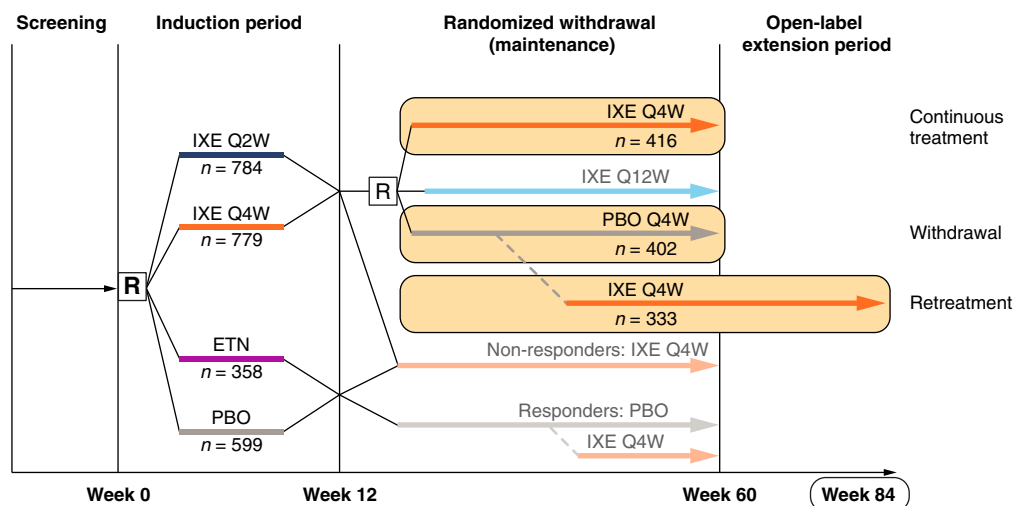 Screening
Induction period
Randomized withdrawal
(maintenance)
Open-label
extension period
IXE Q2W
n = 784
IXE Q4W
n = 779
R
ETN
n = 358
PBO
n = 599
R
IXE Q4W
n = 416
Continuous
treatment
IXE Q12W
PBO Q4W
n = 402
Withdrawal
IXE Q4W
n = 333
Retreatment
Non-responders: IXE Q4W
Responders: PBO
IXE Q4W
Week 0
Week 12
Week 60
Week 84